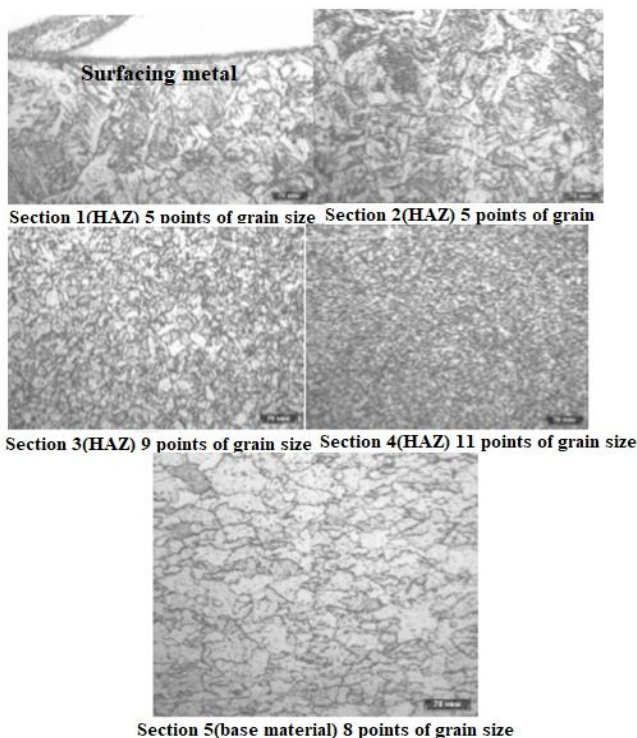 Surfacing metal
Section 1(HAZ) 5 points of grain size
Section 2(HAZ) 5 points of grain
Section 3(HAZ) 9 points of grain size
Section 4(HAZ) 11 points of grain size
70 мкм
Section 5(base material) 8 points of grain size